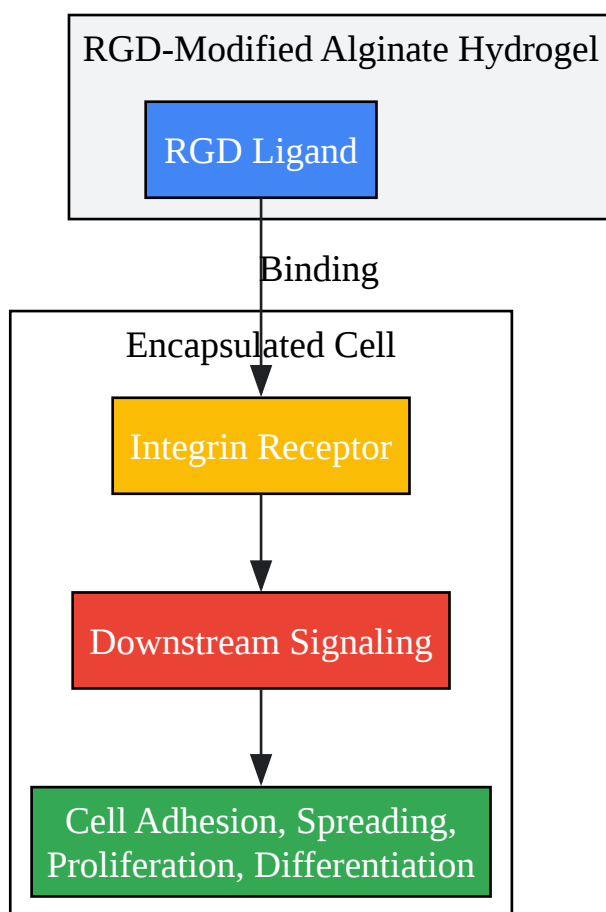 RGD-Modified Alginate Hydrogel
RGD Ligand
Binding
Encapsulated Cell
Integrin Receptor
Downstream Signaling
Cell Adhesion, Spreading,
Proliferation, Differentiation